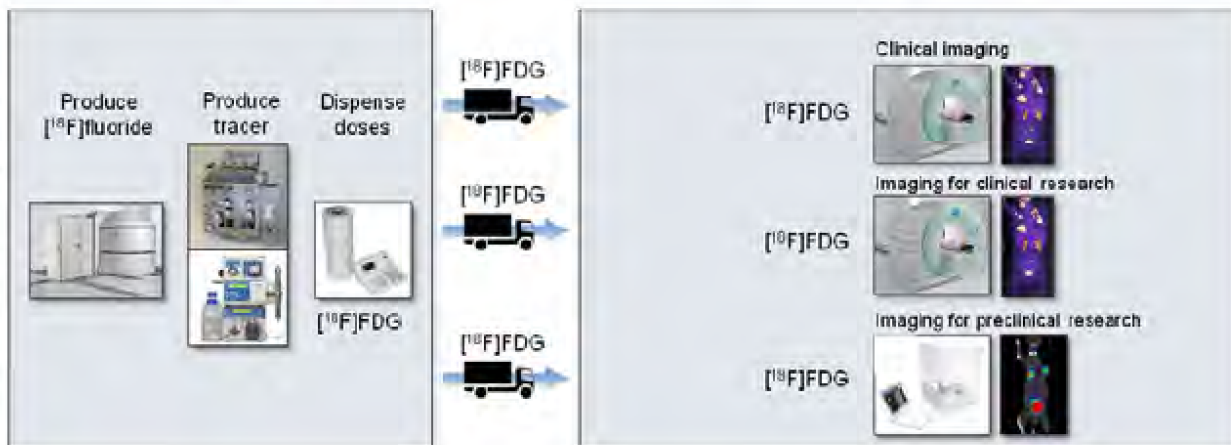 Produce
[¹⁸F]fluoride
Produce
tracer
Dispense
doses
[¹⁸F]FDG
[¹⁸F]FDG
[¹⁸F]FDG
[¹⁸F]FDG
Clinical imaging
[¹⁸F]FDG
Imaging for clinical research
[¹⁸F]FDG
Imaging for preclinical research
[¹⁸F]FDG